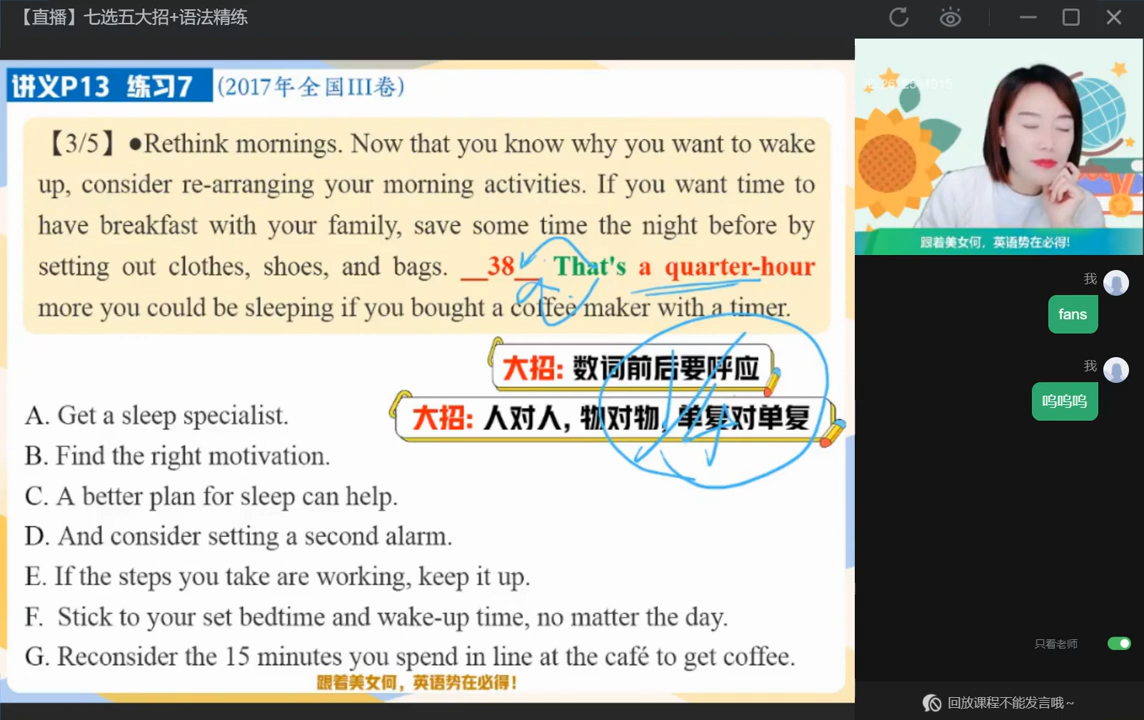 【直播】七选五大招+语法精练
讲义P13 练习7 (2017年全国III卷)
【3/5】●Rethink mornings. Now that you know why you want to wake
up, consider re-arranging your morning activities. If you want time to
have breakfast with your family, save some time the night before by
setting out clothes, shoes, and bags. __38__ That's a quarter-hour
more you could be sleeping if you bought a coffee maker with a timer.
大招: 数词前后要呼应
大招: 人对人, 物对物, 单复对单复
A. Get a sleep specialist.
B. Find the right motivation.
C. A better plan for sleep can help.
D. And consider setting a second alarm.
E. If the steps you take are working, keep it up.
F. Stick to your set bedtime and wake-up time, no matter the day.
G. Reconsider the 15 minutes you spend in line at the café to get coffee.
跟着美女何，英语势在必得！
跟着美女何，英语势在必得!
我
fans
我
呜呜呜
只看老师
回放课程不能发言哦~